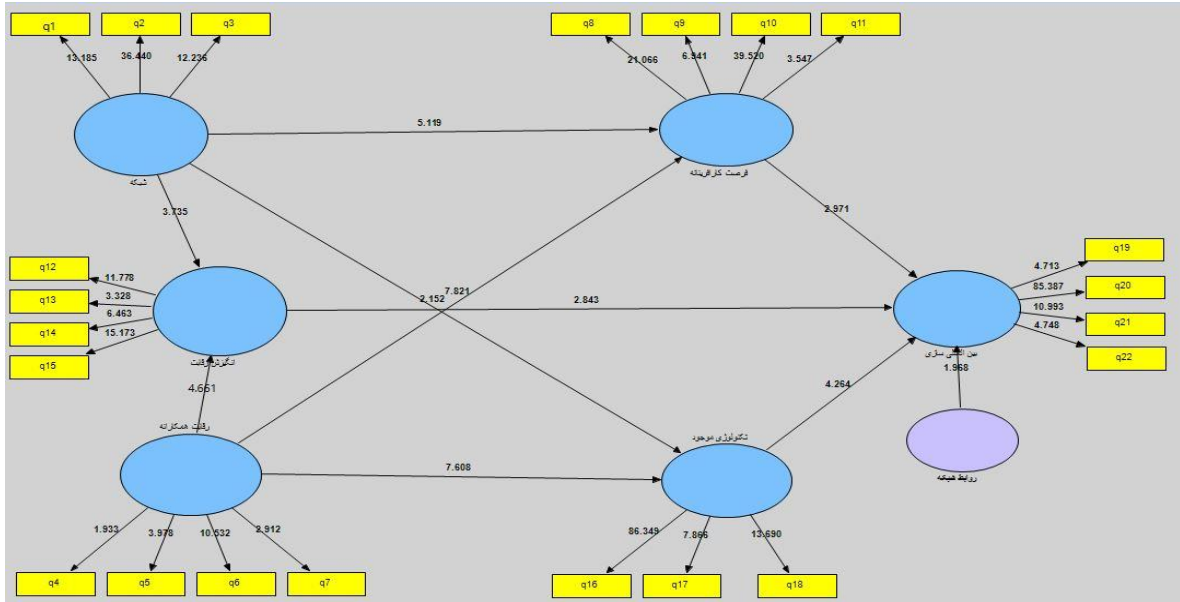 q1 q2 q3 q8 q9 q10 q11
13.185 36.440 12.236 21.066 6.941 39.520 3.547
5.119
شبکه
فرصت کارآفرینانه
3.735
2.971
q12
11.778
q13
3.328
q14
6.463
q15
15.173
7.821
2.152
2.843
q19
4.713
q20
85.387
q21
10.993
q22
4.748
انگیزش رقابت
بین المللی سازی
1.968
4.661
4.264
رقابت همکارانه
تکنولوژی موجود
7.608
روابط شبکه
1.933 3.978 10.532 2.912
86.349 7.866 13.690
q4 q5 q6 q7 q16 q17 q18